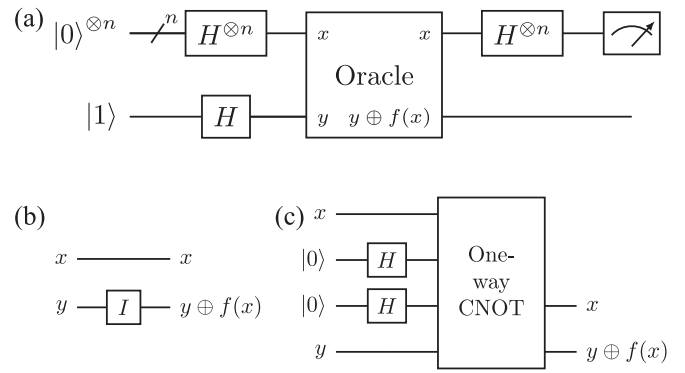 (a) |0⟩⊗n n H⊗n x x H⊗n
Oracle
|1⟩ H y y ⊕ f(x)
(b)
x x
y I y ⊕ f(x)
(c) x
|0⟩ H One-
way
|0⟩ H CNOT x
y y ⊕ f(x)